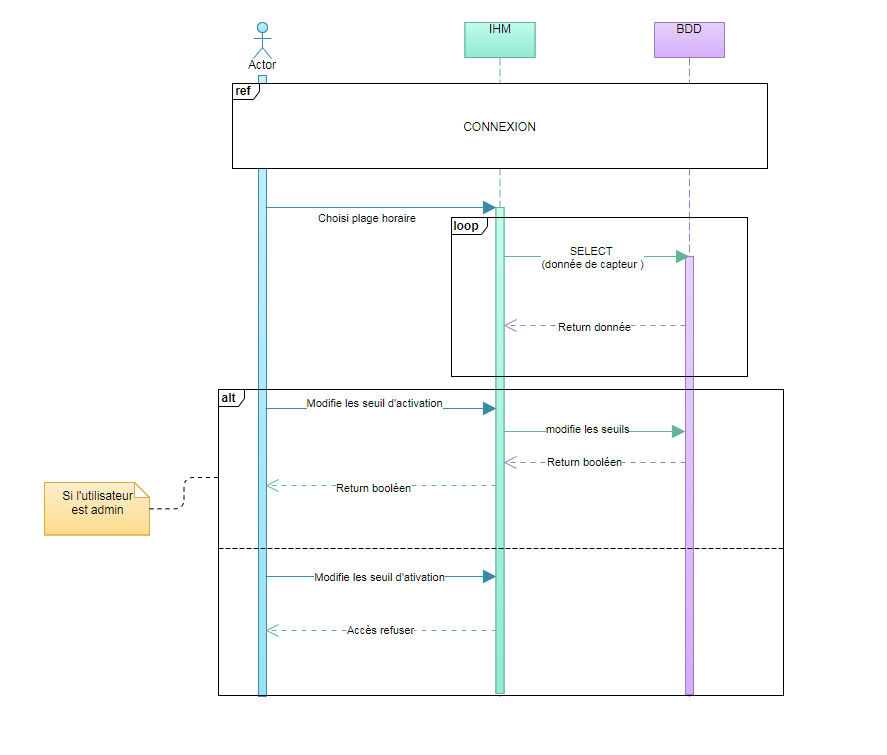 IHM
BDD
Actor
ref
CONNEXION
Choisi plage horaire
loop
SELECT
(donnée de capteur )
Return donnée
alt
Modifie les seuil d'activation
modifie les seuils
Return booléen
Return booléen
Si l'utilisateur
est admin
Modifie les seuil d'ativation
Accès refuser